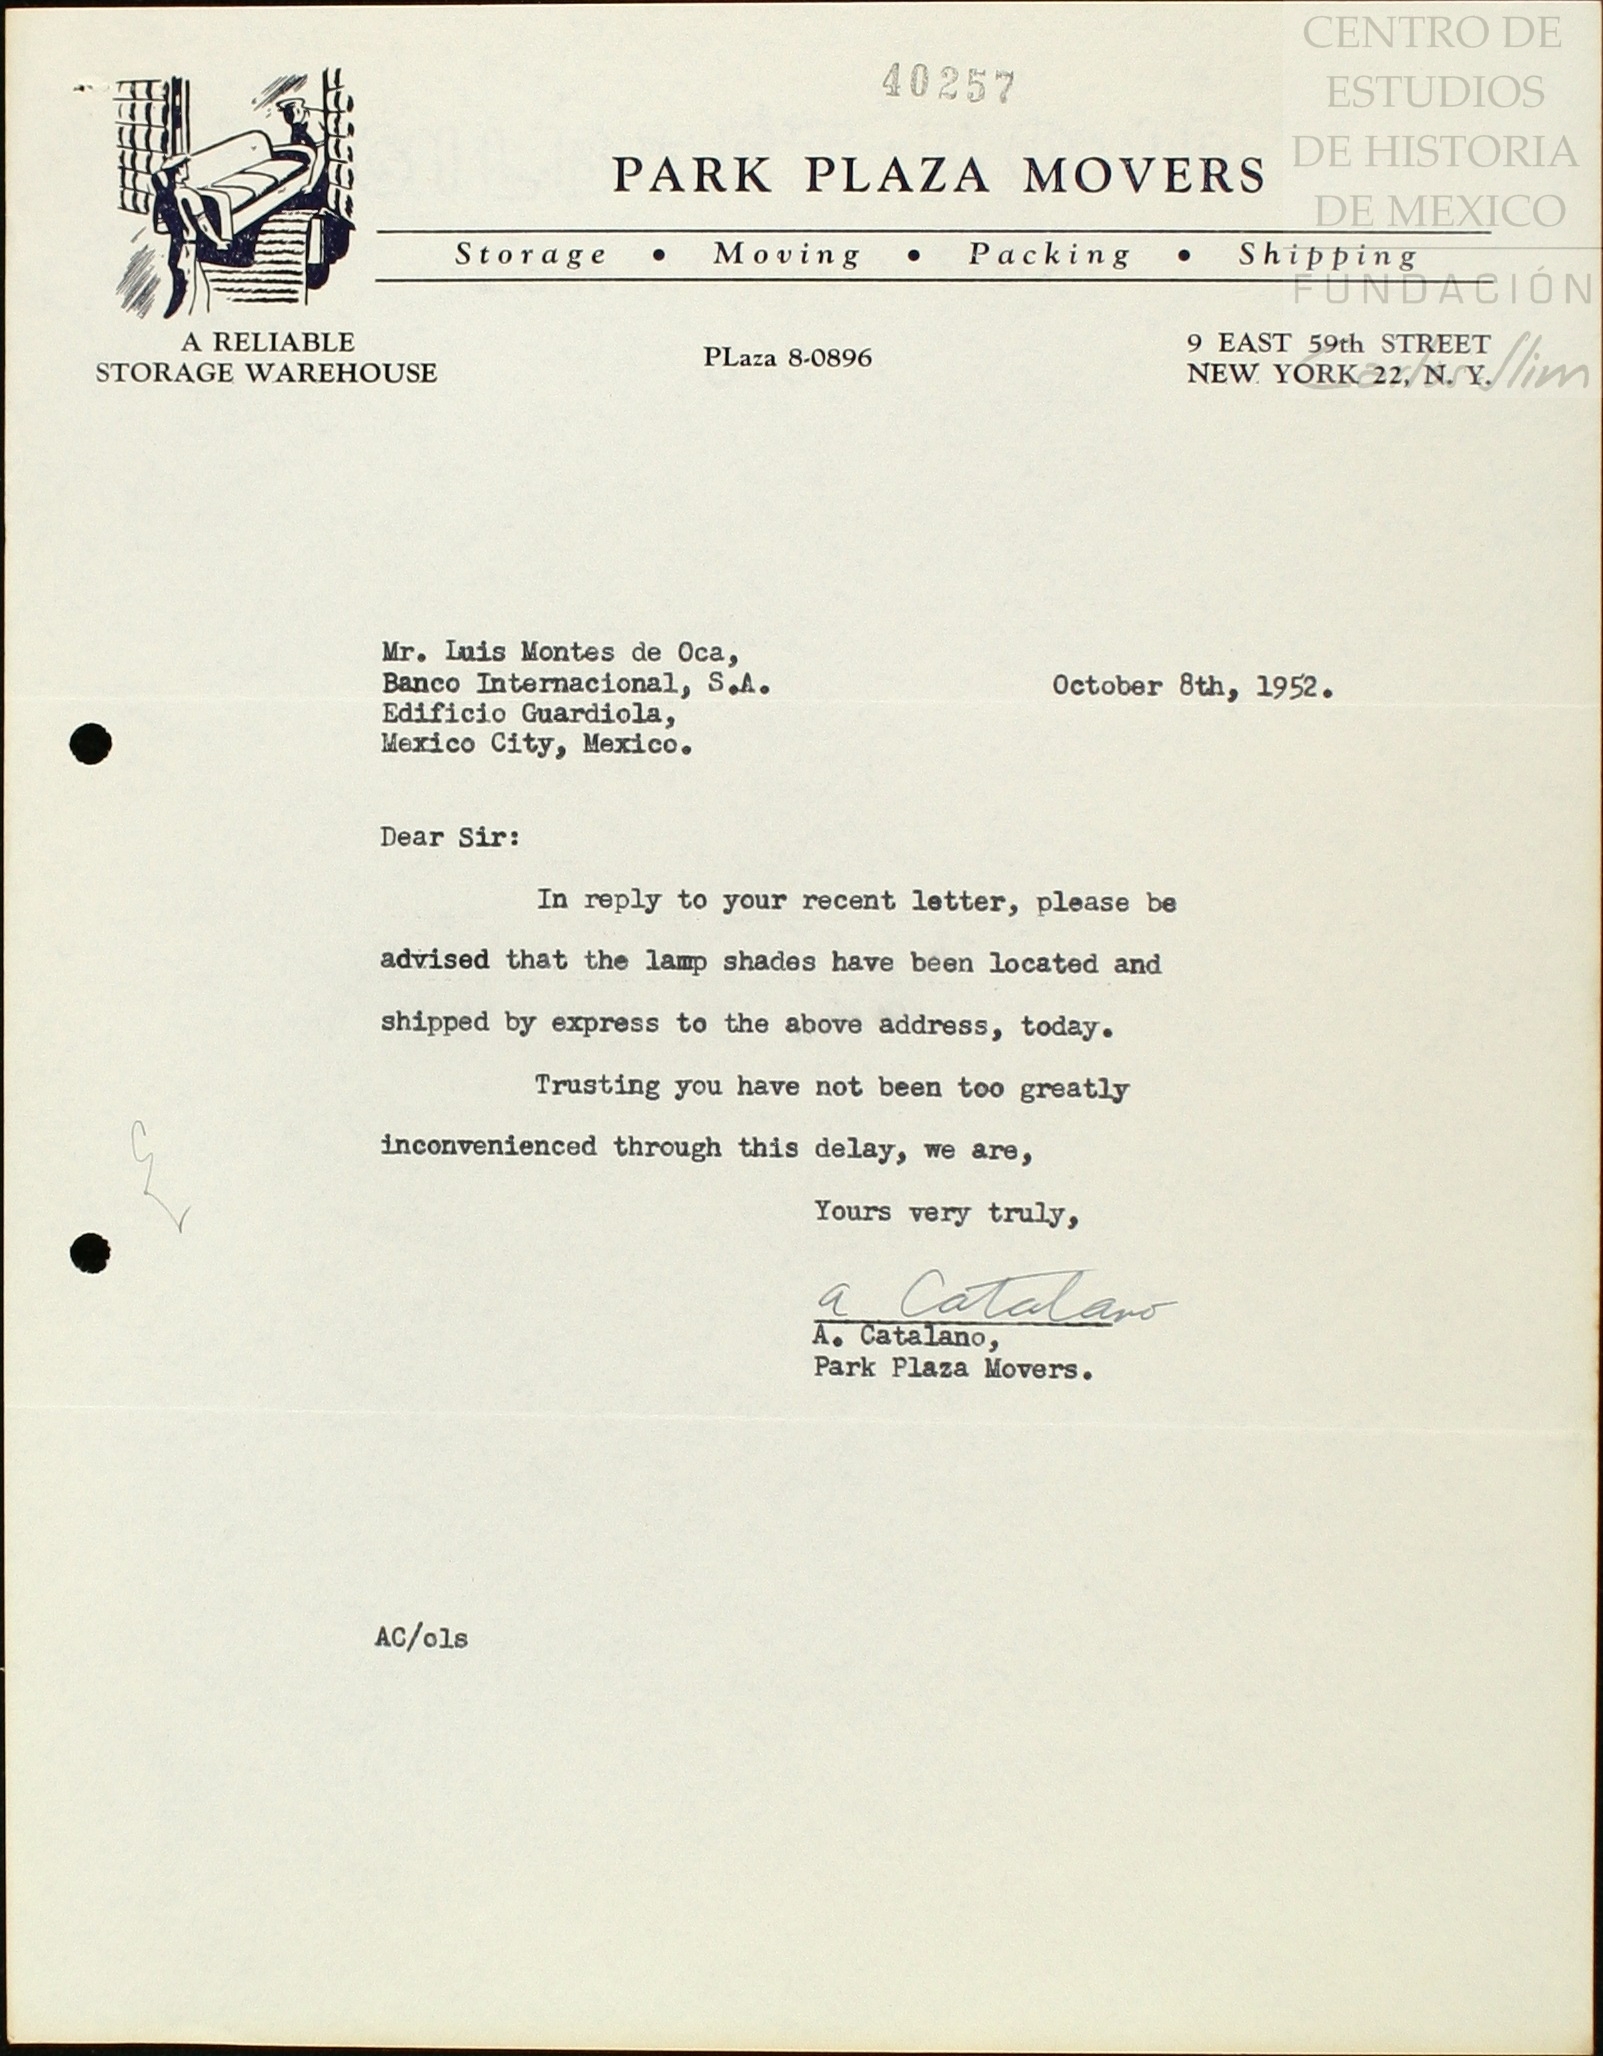 CENTRO DE
ESTUDIOS
DE HISTORIA
DE MEXICO
FUNDACIÓN
Carlos Slim
40257
PARK PLAZA MOVERS
Storage • Moving • Packing • Shipping
A RELIABLE
STORAGE WAREHOUSE
PLaza 8-0896
9 EAST 59th STREET
NEW YORK 22, N. Y.
Mr. Luis Montes de Oca,
Banco Internacional, S.A.
October 8th, 1952.
Edificio Guardiola,
Mexico City, Mexico.
Dear Sir:
In reply to your recent letter, please be
advised that the lamp shades have been located and
shipped by express to the above address, today.
Trusting you have not been too greatly
inconvenienced through this delay, we are,
Yours very truly,
a Catalano
A. Catalano,
Park Plaza Movers.
AC/ols